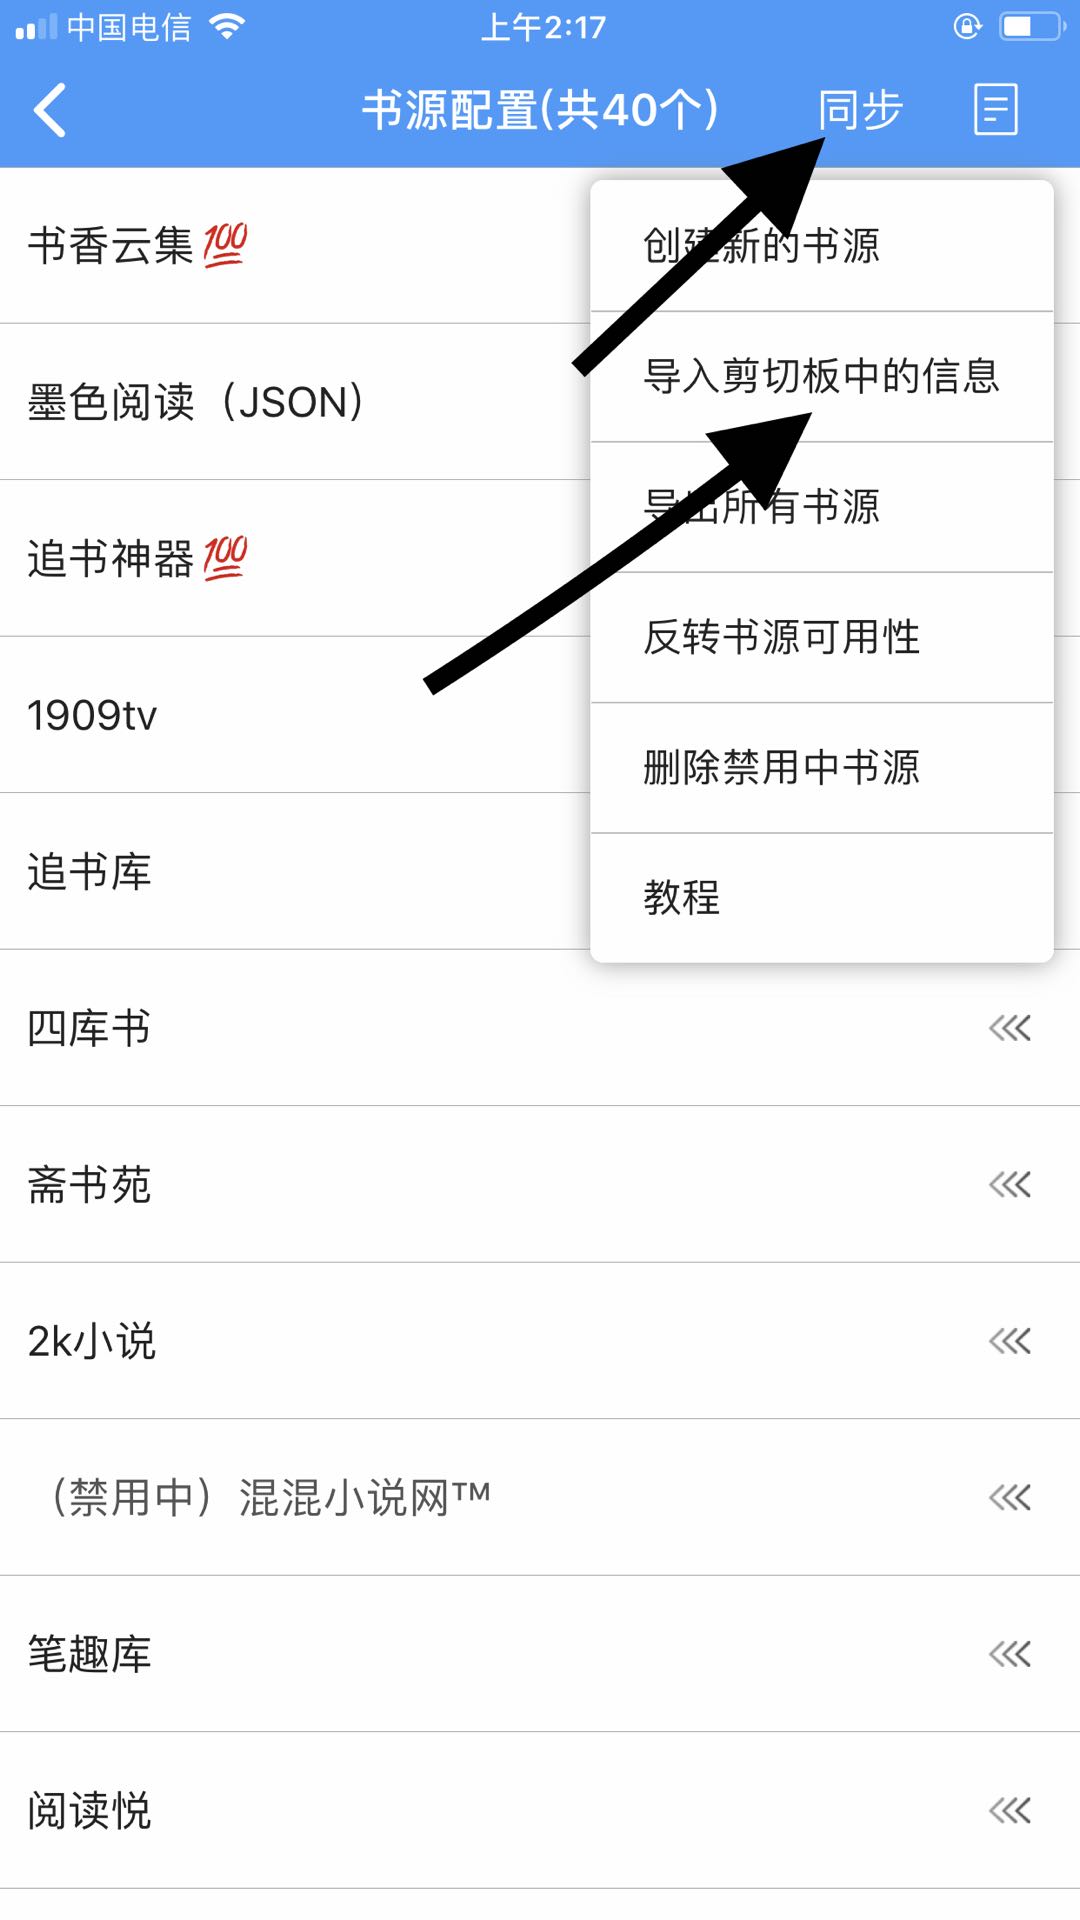 中国电信 上午2:17
书源配置(共40个) 同步
书香云集💯
墨色阅读（JSON）
追书神器💯
1909tv
追书库
四库书
斋书苑
2k小说
（禁用中）混混小说网™
笔趣库
阅读悦
创建新的书源
导入剪切板中的信息
导出所有书源
反转书源可用性
删除禁用中书源
教程